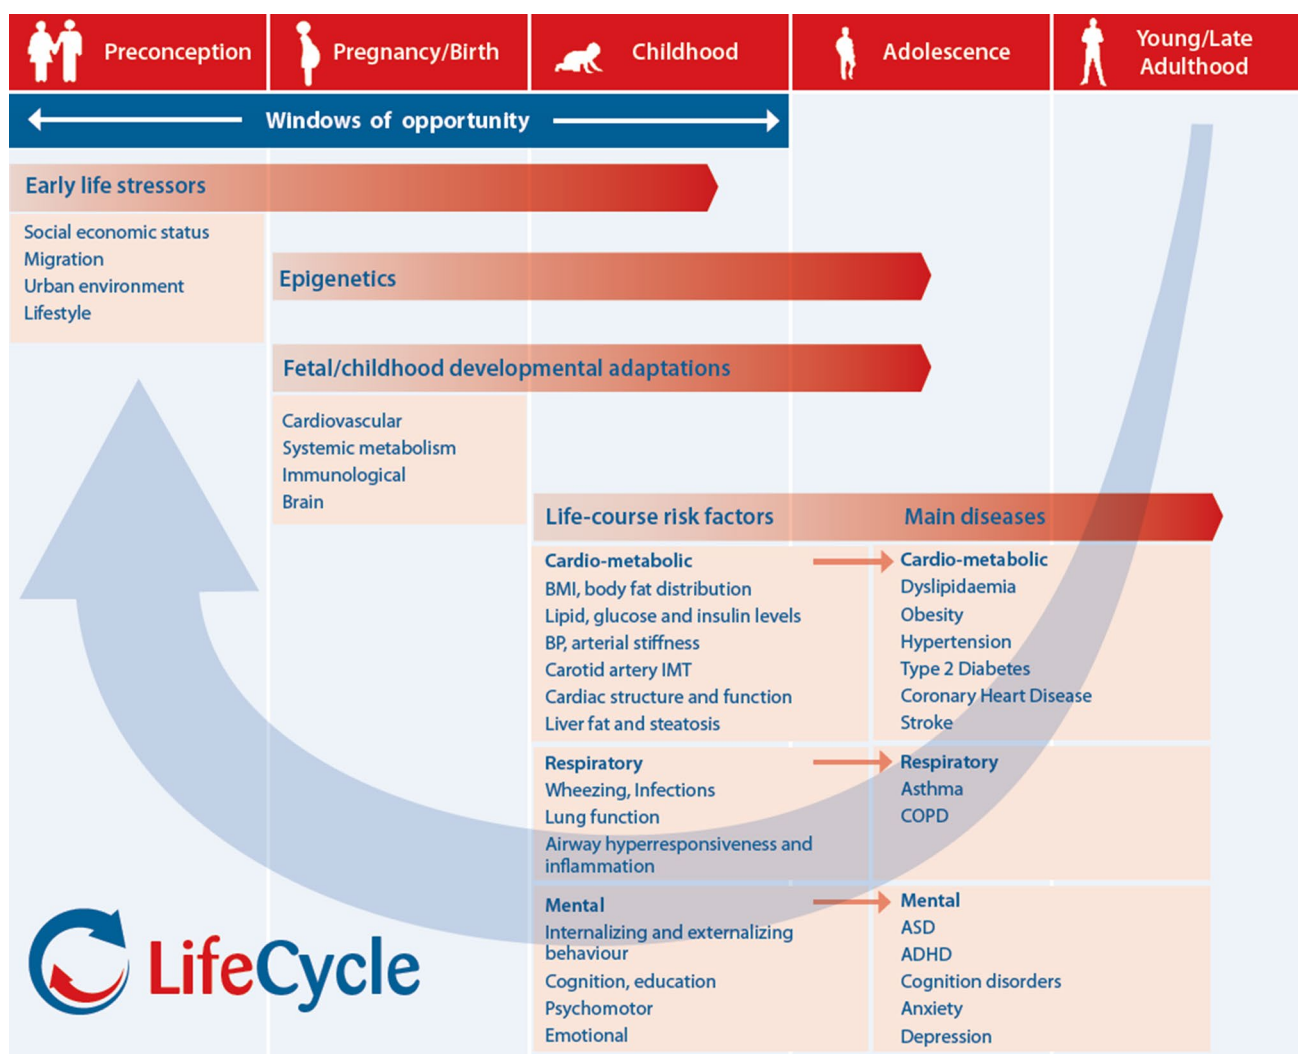 Preconception
Pregnancy/Birth
Childhood
Adolescence
Young/Late
Adulthood
Windows of opportunity
Early life stressors
Social economic status
Migration
Urban environment
Lifestyle
Epigenetics
Fetal/childhood developmental adaptations
Cardiovascular
Systemic metabolism
Immunological
Brain
Life-course risk factors
Main diseases
Cardio-metabolic
BMI, body fat distribution
Lipid, glucose and insulin levels
BP, arterial stiffness
Carotid artery IMT
Cardiac structure and function
Liver fat and steatosis
Cardio-metabolic
Dyslipidaemia
Obesity
Hypertension
Type 2 Diabetes
Coronary Heart Disease
Stroke
Respiratory
Wheezing, Infections
Lung function
Airway hyperresponsiveness and
inflammation
Respiratory
Asthma
COPD
Mental
Internalizing and externalizing
behaviour
Cognition, education
Psychomotor
Emotional
Mental
ASD
ADHD
Cognition disorders
Anxiety
Depression
LifeCycle